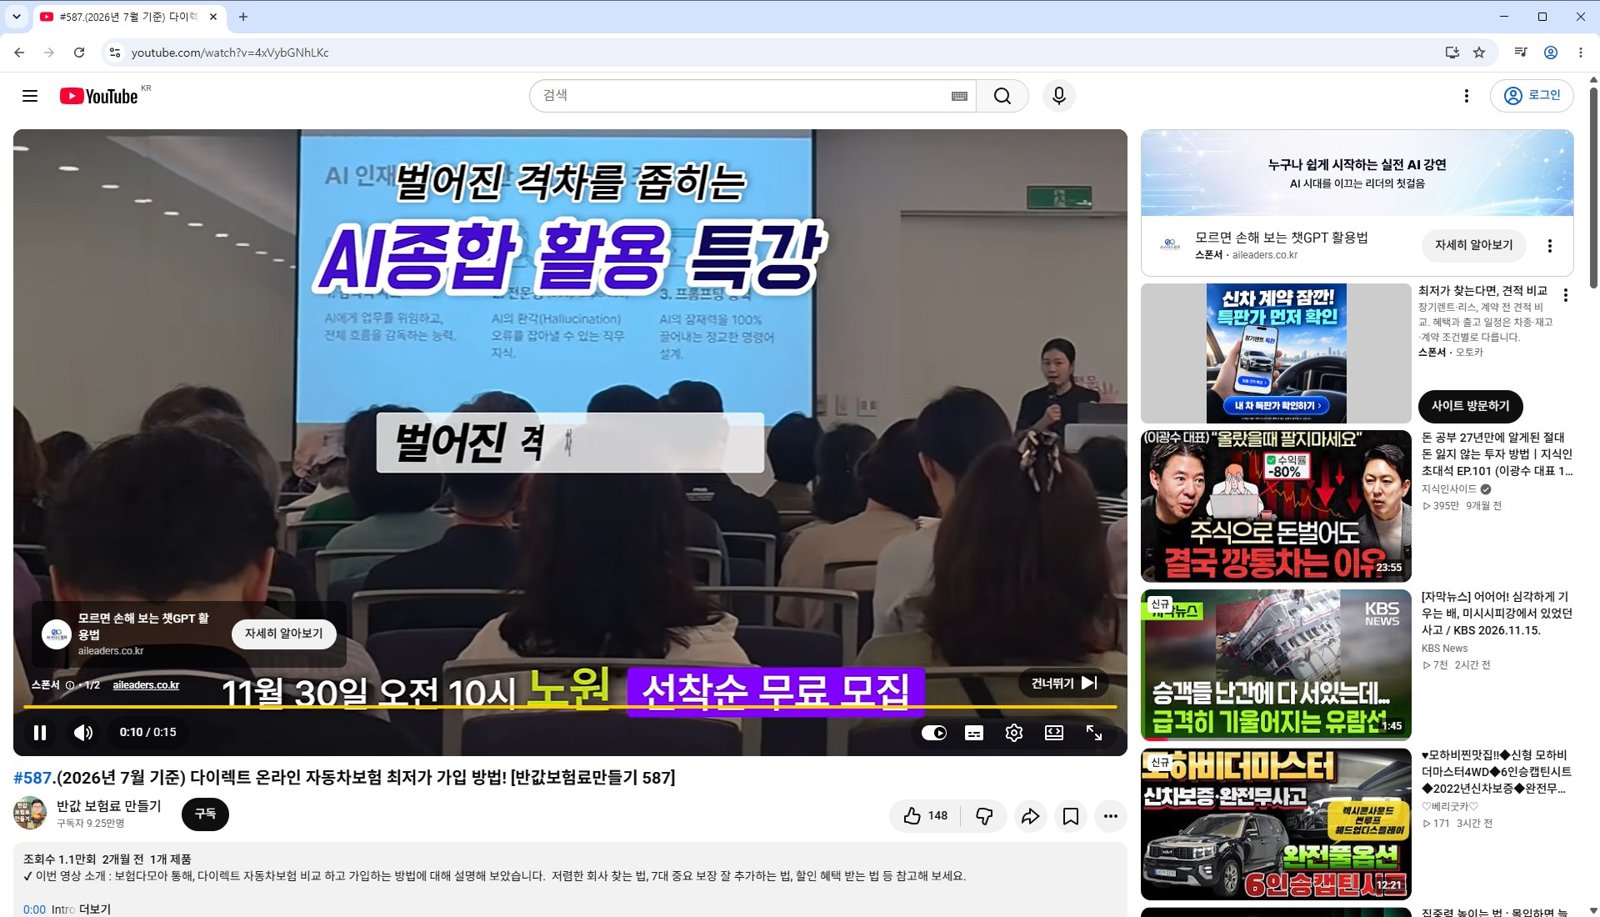 #587.(2026년 7월 기준) 다이렉
youtube.com/watch?v=4xVybGNhLKc
YouTube KR
검색
로그인
AI 인재
벌어진 격차를 좁히는
AI종합 활용 특강
AI에게 업무를 위임하고,
전체 흐름을 감독하는 능력.
AI의 환각(Hallucination)
오류를 잡아낼 수 있는 직무
지식.
AI의 잠재력을 100%
끌어내는 정교한 명령어
설계.
벌어진 격
모르면 손해 보는 챗GPT 활
용법
aileaders.co.kr
자세히 알아보기
스폰서 · 1/2 aileaders.co.kr
11월 30일 오전 10시 노원 선착순 무료 모집
건너뛰기
0:10 / 0:15
#587.(2026년 7월 기준) 다이렉트 온라인 자동차보험 최저가 가입 방법! [반값보험료만들기 587]
반값 보험료 만들기
구독자 9.25만명
구독
148
조회수 1.1만회 2개월 전 1개 제품
✓ 이번 영상 소개 : 보험다모아 통해, 다이렉트 자동차보험 비교 하고 가입하는 방법에 대해 설명해 보았습니다. 저렴한 회사 찾는 법, 7대 중요 보장 잘 추가하는 법, 할인 혜택 받는 법 등 참고해 보세요.
0:00 Intro 더보기
누구나 쉽게 시작하는 실전 AI 강연
AI 시대를 이끄는 리더의 첫걸음
모르면 손해 보는 챗GPT 활용법
스폰서 · aileaders.co.kr
자세히 알아보기
신차 계약 잠깐!
특판가 먼저 확인
내 차 특판가 확인하기 ›
최저가 찾는다면, 견적 비교
장기렌트·리스, 계약 전 견적 비
교. 혜택과 출고 일정은 차종·재고
·계약 조건별로 다릅니다.
스폰서 · 오토카
사이트 방문하기
(이광수 대표) "올랐을때 팔지마세요"
수익률
-80%
주식으로 돈벌어도
결국 깡통차는 이유
23:55
돈 공부 27년만에 알게된 절대
돈 잃지 않는 투자 방법 | 지식인
초대석 EP.101 (이광수 대표 1...
지식인사이드
395만 9개월 전
신규
KBS
NEWS
승객들 난간에 다 서있는데...
급격히 기울어지는 유람선
1:45
[자막뉴스] 어어어! 심각하게 기
우는 배, 미시시피강에서 있었던
사고 / KBS 2026.11.15.
KBS News
7천 2시간 전
신규
모하비더마스터
신차보증·완전무사고
렉시콘사운드
썬루프
헤드업디스플레이
완전풀옵션
6인승캡틴시트
12:21
♥모하비찐맛집!!◆신형 모하비
더마스터4WD◆6인승캡틴시트
◆2022년신차보증◆완전무...
♡베리굿카♡
171 3시간 전